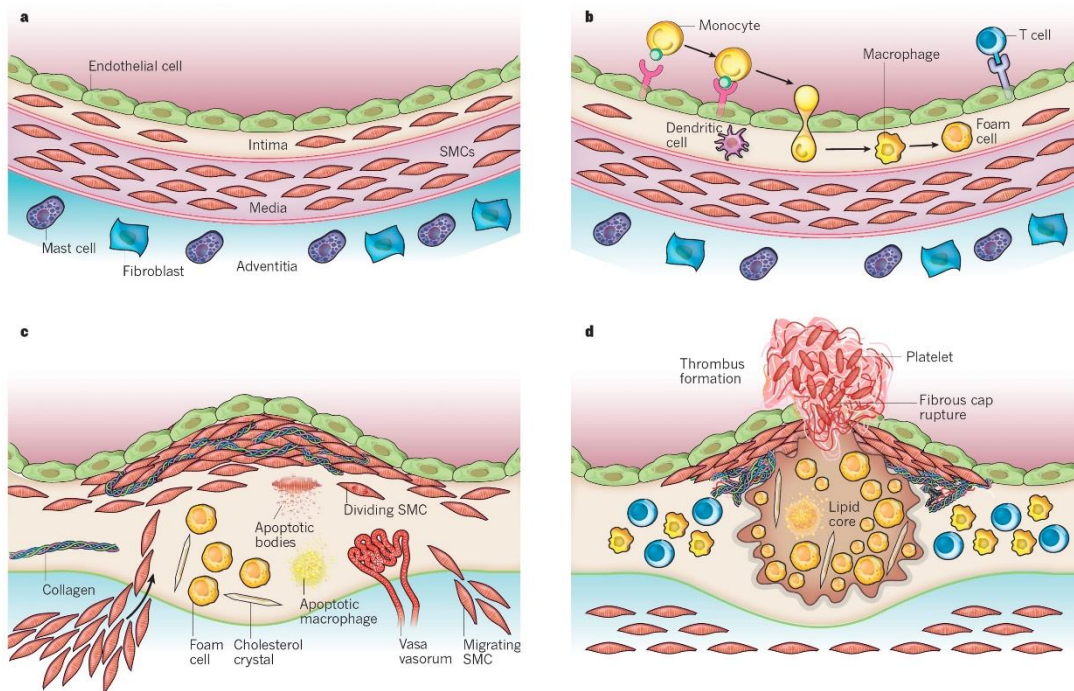 a
Endothelial cell
Intima
SMCs
Media
Mast cell
Fibroblast
Adventitia
b
Monocyte
T cell
Macrophage
Dendritic
cell
Foam
cell
c
Dividing SMC
Apoptotic
bodies
Collagen
Apoptotic
macrophage
Foam
cell
Cholesterol
crystal
Vasa
vasorum
Migrating
SMC
d
Thrombus
formation
Platelet
Fibrous cap
rupture
Lipid
core